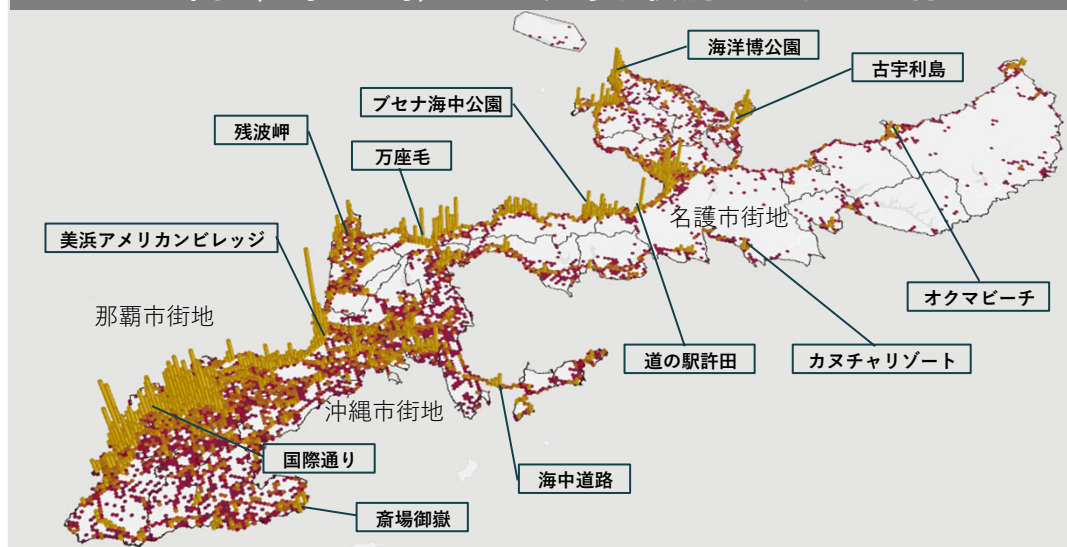 海洋博公園
古宇利島
ブセナ海中公園
残波岬
万座毛
名護市街地
美浜アメリカンビレッジ
オクマビーチ
那覇市街地
道の駅許田
カヌチャリゾート
沖縄市街地
国際通り
海中道路
斎場御嶽